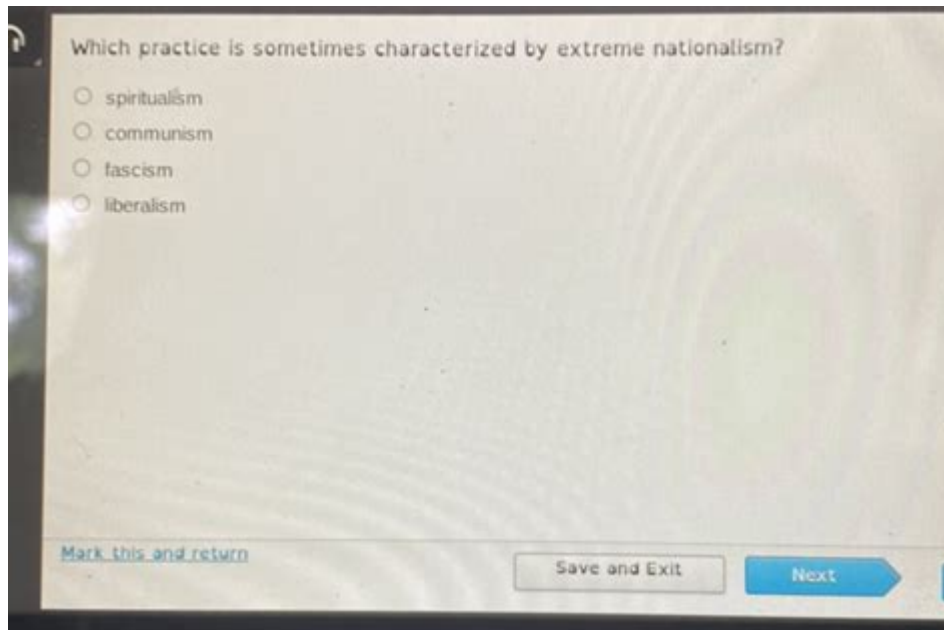 Which practice is sometimes characterized by extreme nationalism?
spiritualism
communism
fascism
liberalism
Mark this and return
Save and Exit
Next